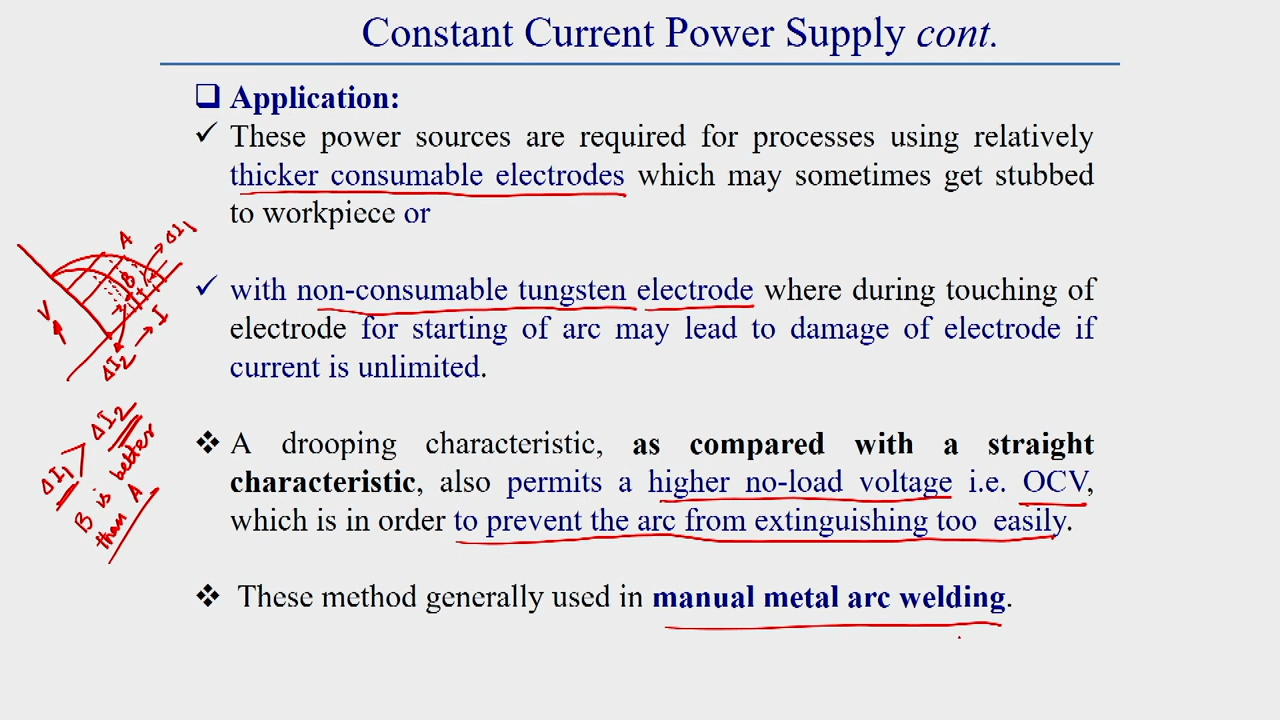 Constant Current Power Supply cont.
Application:
These power sources are required for processes using relatively
thicker consumable electrodes which may sometimes get stubbed
to workpiece or
with non-consumable tungsten electrode where during touching of
electrode for starting of arc may lead to damage of electrode if
current is unlimited.
A drooping characteristic, as compared with a straight
characteristic, also permits a higher no-load voltage i.e. OCV,
which is in order to prevent the arc from extinguishing too easily.
These method generally used in manual metal arc welding.
A
ΔI1
B
V
I
ΔI2
ΔI1 > ΔI2
B is better
than A